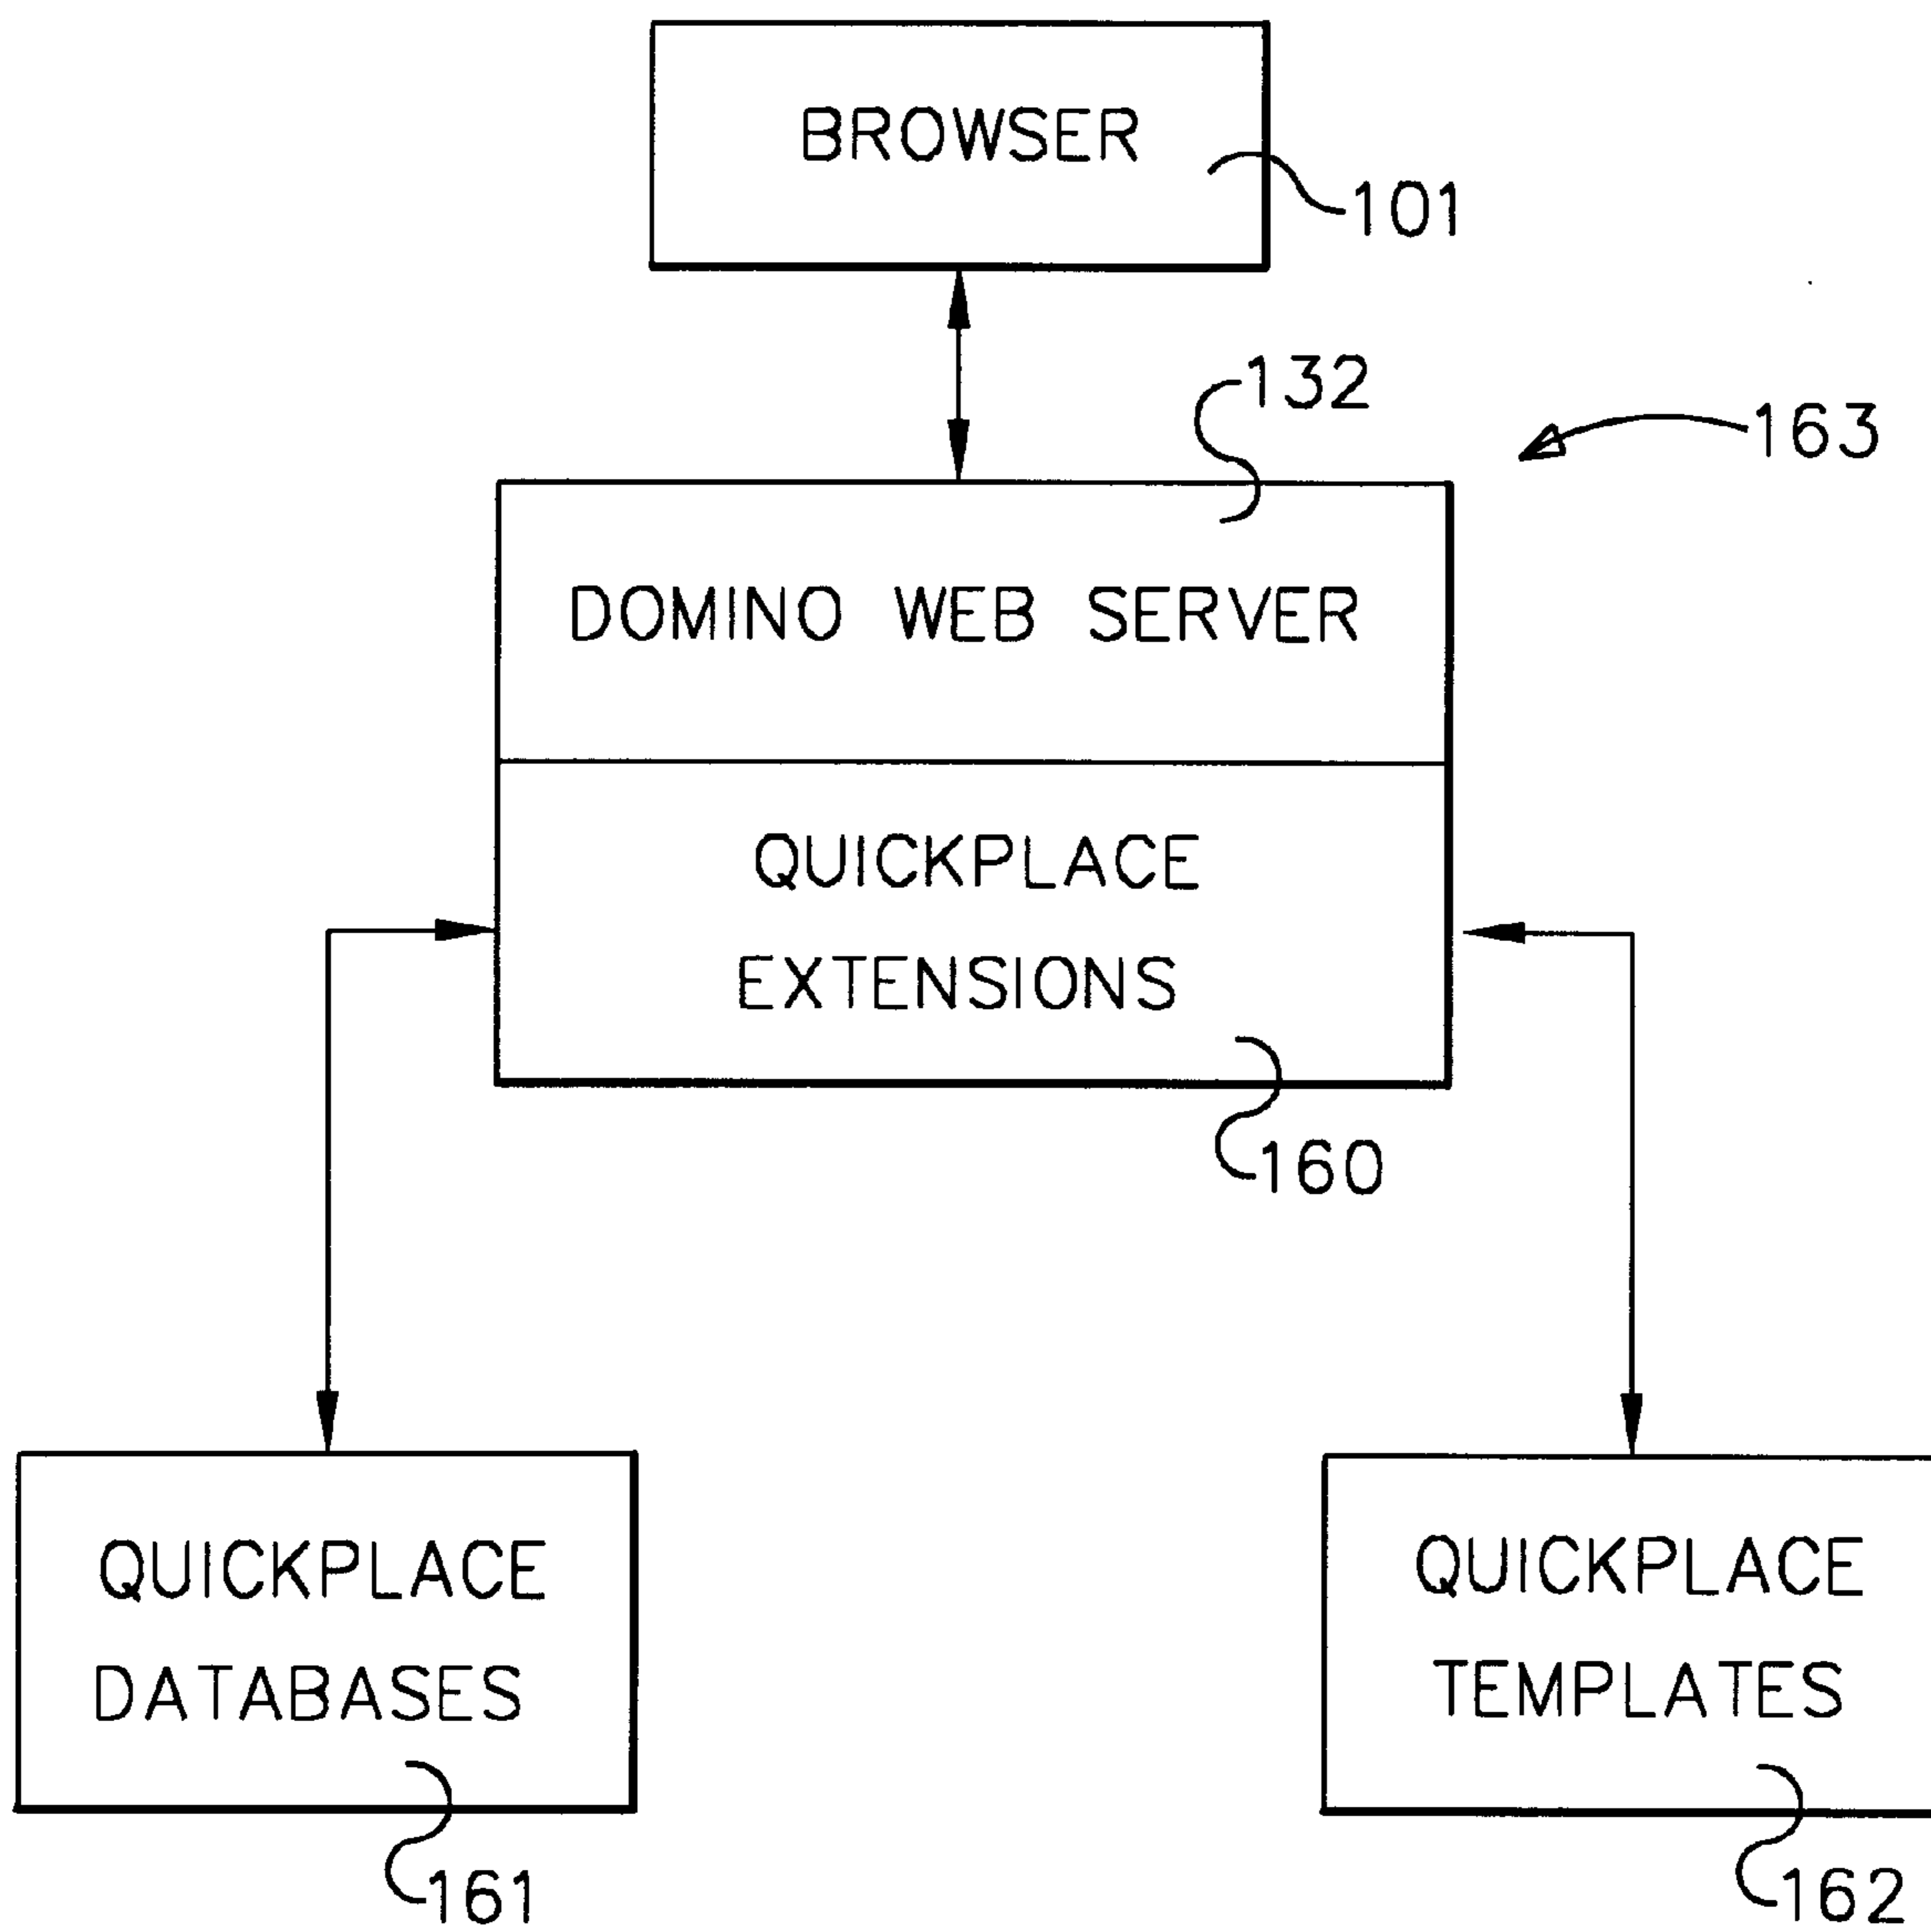 BROWSER
101
132
163
DOMINO WEB SERVER
QUICKPLACE
EXTENSIONS
160
QUICKPLACE
DATABASES
161
QUICKPLACE
TEMPLATES
162